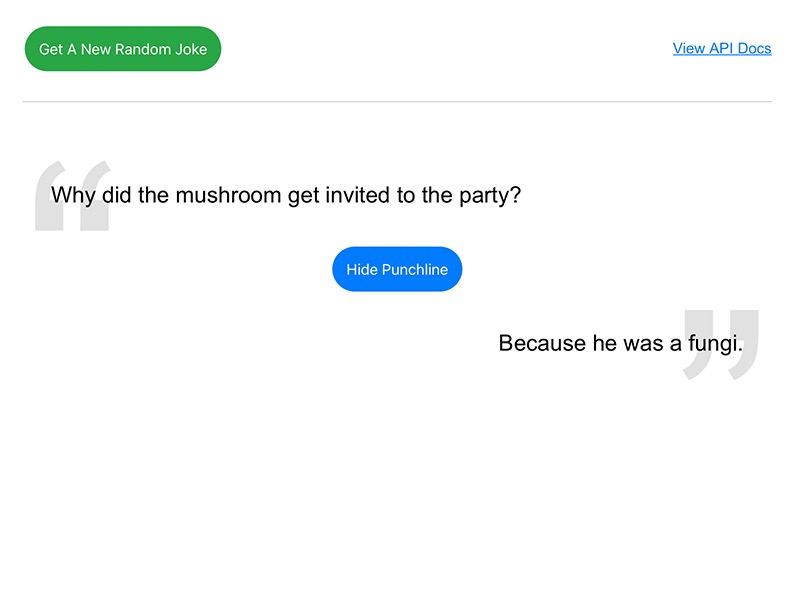 Get A New Random Joke
View API Docs
“
Why did the mushroom get invited to the party?
Hide Punchline
Because he was a fungi.
”